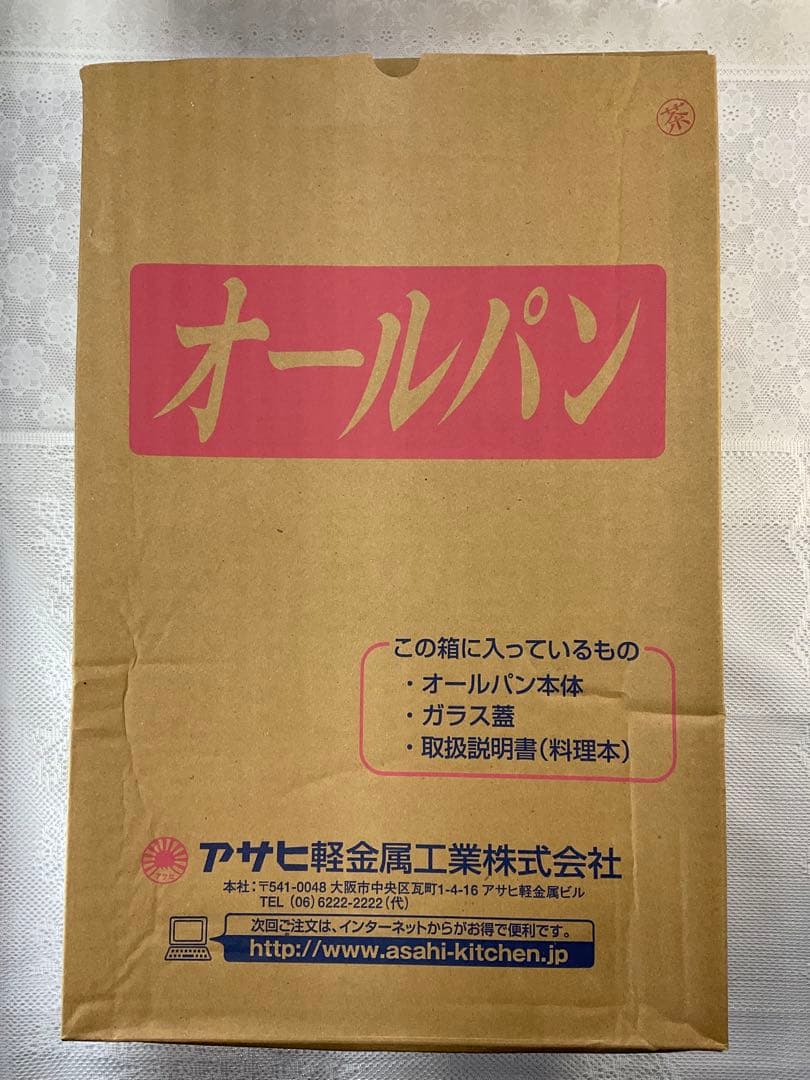 茶
オールパン
この箱に入っているもの
・オールパン本体
・ガラス蓋
・取扱説明書(料理本)
アサヒ
アサヒ軽金属工業株式会社
本社:〒541-0048 大阪市中央区瓦町1-4-16 アサヒ軽金属ビル
TEL (06)6222-2222(代)
次回ご注文は、インターネットからがお得で便利です。
http://www.asahi-kitchen.jp